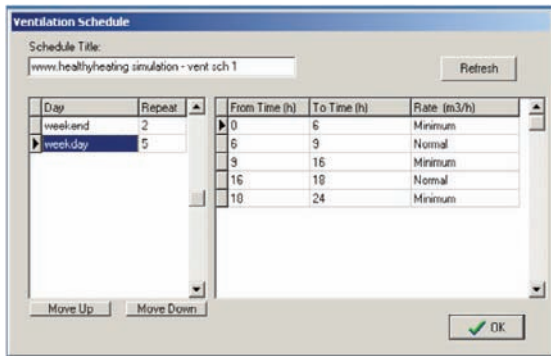 Ventilation Schedule
Schedule Title:
www.healthyheating simulation - vent sch 1
Refresh
Day Repeat
weekend 2
weekday 5
From Time (h) To Time (h) Rate (m3/h)
0 6 Minimum
6 9 Normal
9 16 Minimum
16 18 Normal
18 24 Minimum
Move Up Move Down
OK